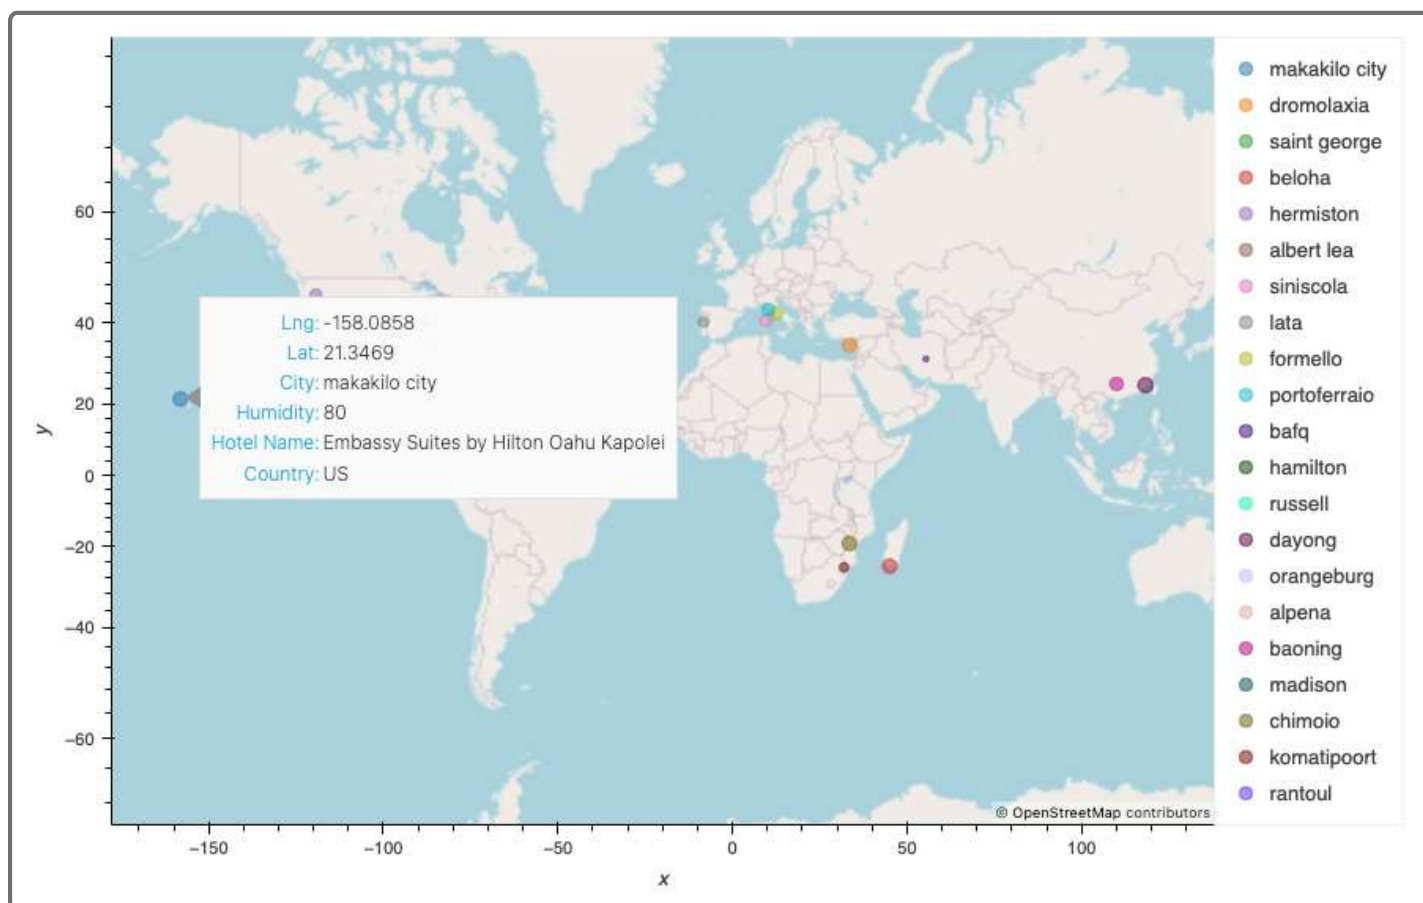 60
40
20
0
−20
−40
−60
y
Lng: -158.0858
Lat: 21.3469
City: makakilo city
Humidity: 80
Hotel Name: Embassy Suites by Hilton Oahu Kapolei
Country: US
−150
−100
−50
0
50
100
x
© OpenStreetMap contributors
makakilo city
dromolaxia
saint george
beloha
hermiston
albert lea
siniscola
lata
formello
portoferraio
bafq
hamilton
russell
dayong
orangeburg
alpena
baoning
madison
chimoio
komatipoort
rantoul